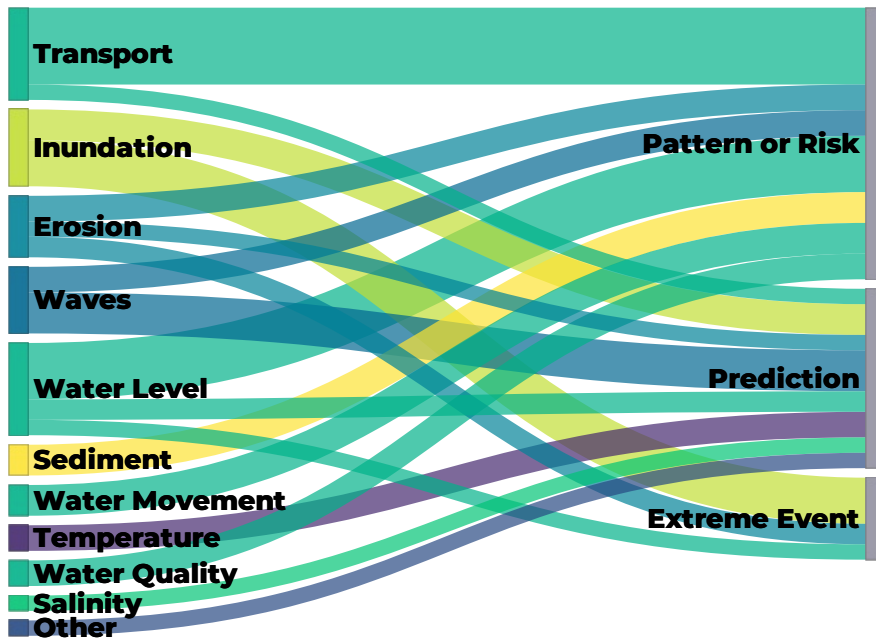 Transport
Inundation
Erosion
Waves
Water Level
Sediment
Water Movement
Temperature
Water Quality
Salinity
Other
Pattern or Risk
Prediction
Extreme Event